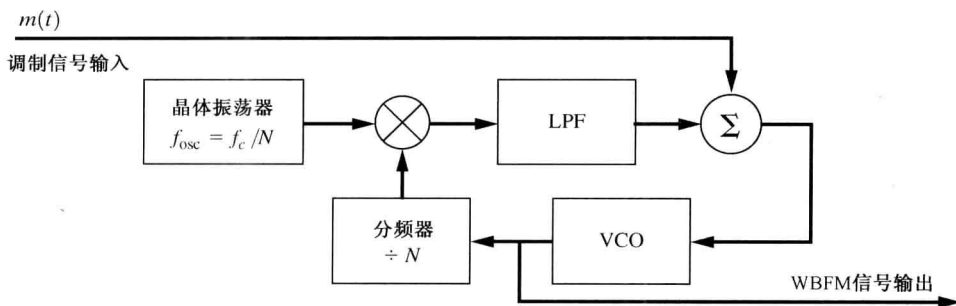 m(t)
调制信号输入
晶体振荡器
f_osc = f_c/N
LPF
Σ
分频器
÷ N
VCO
WBFM信号输出